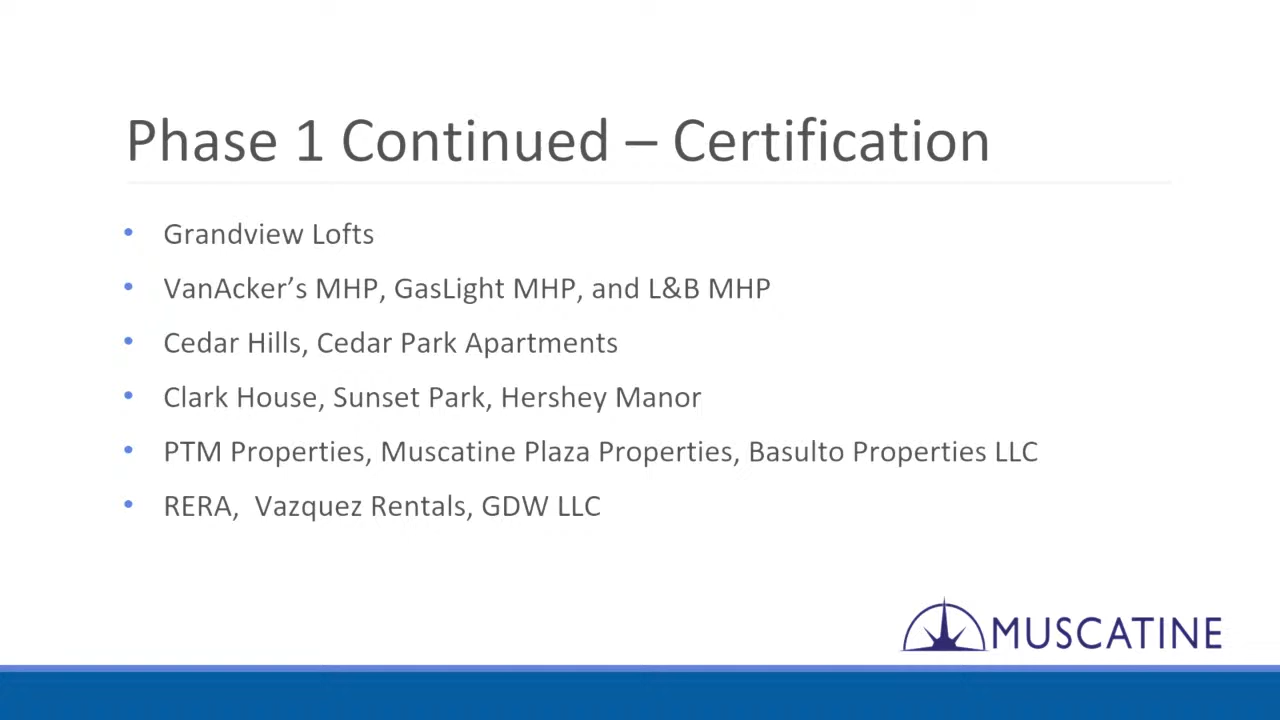 Phase 1 Continued – Certification
• Grandview Lofts
• VanAcker’s MHP, GasLight MHP, and L&B MHP
• Cedar Hills, Cedar Park Apartments
• Clark House, Sunset Park, Hershey Manor
• PTM Properties, Muscatine Plaza Properties, Basulto Properties LLC
• RERA,  Vazquez Rentals, GDW LLC
MUSCATINE